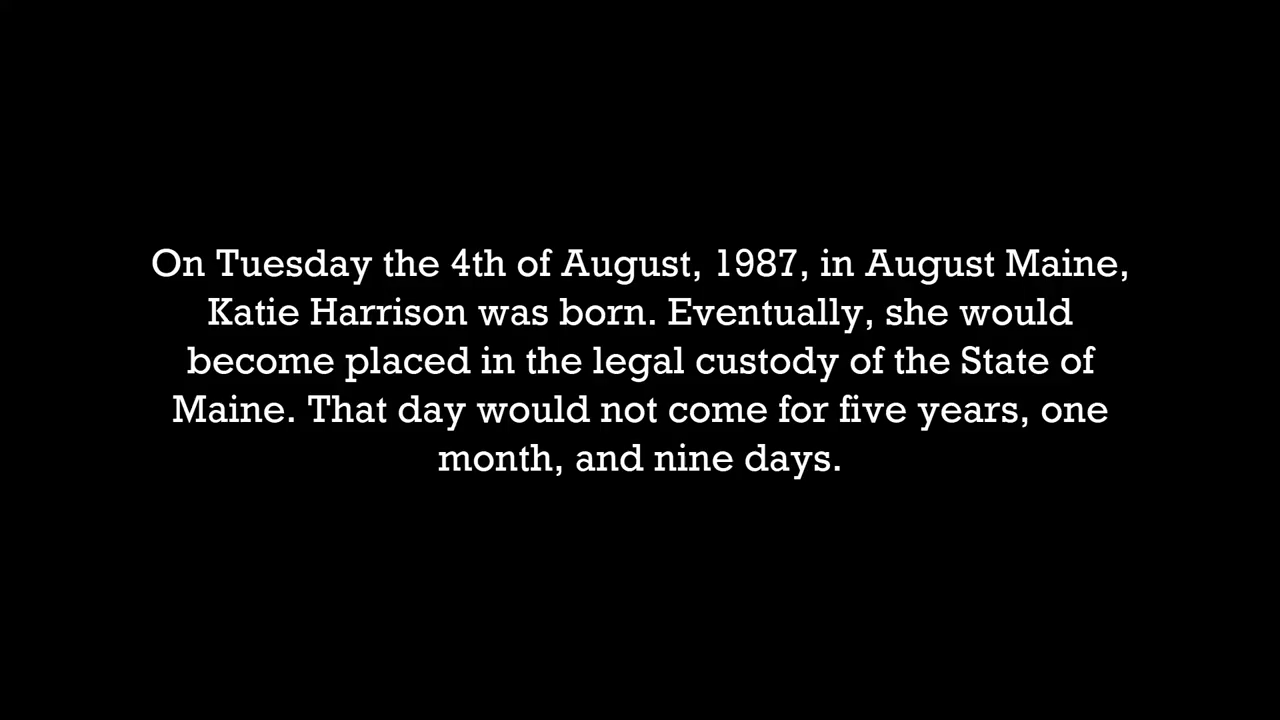 On Tuesday the 4th of August, 1987, in August Maine,
Katie Harrison was born. Eventually, she would
become placed in the legal custody of the State of
Maine. That day would not come for five years, one
month, and nine days.